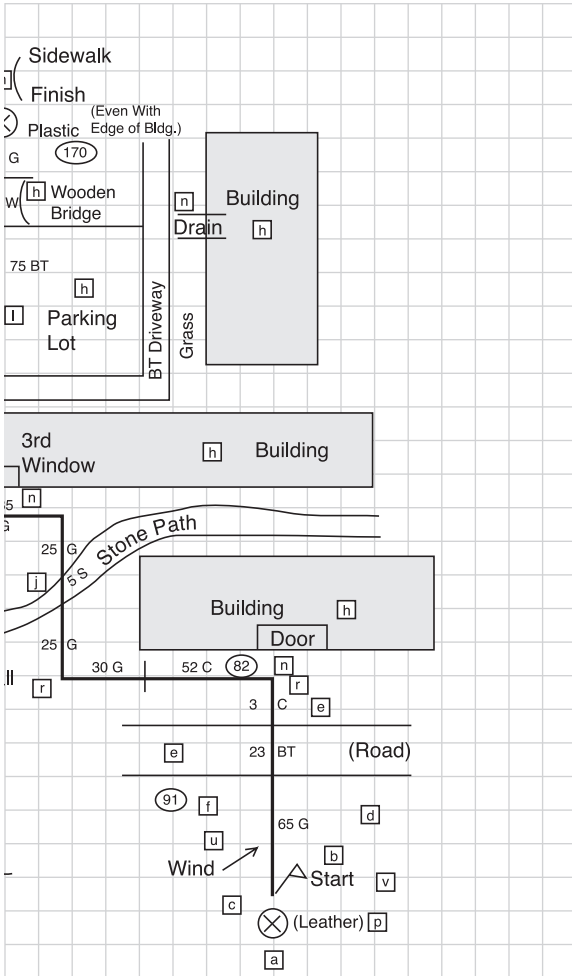 Sidewalk
Finish
(Even With
Edge of Bldg.)
Plastic
170
G
W
h
Wooden
Bridge
n
Building
Drain
h
75 BT
h
l
Parking
Lot
BT Driveway
Grass
3rd
Window
h
Building
n
G
25 G
Stone Path
j
5 S
Building
h
Door
25 G
30 G
52 C
82
n
r
r
3 C
e
e
23 BT
(Road)
91
f
d
65 G
u
b
Wind
Start
v
c
(Leather)
p
a